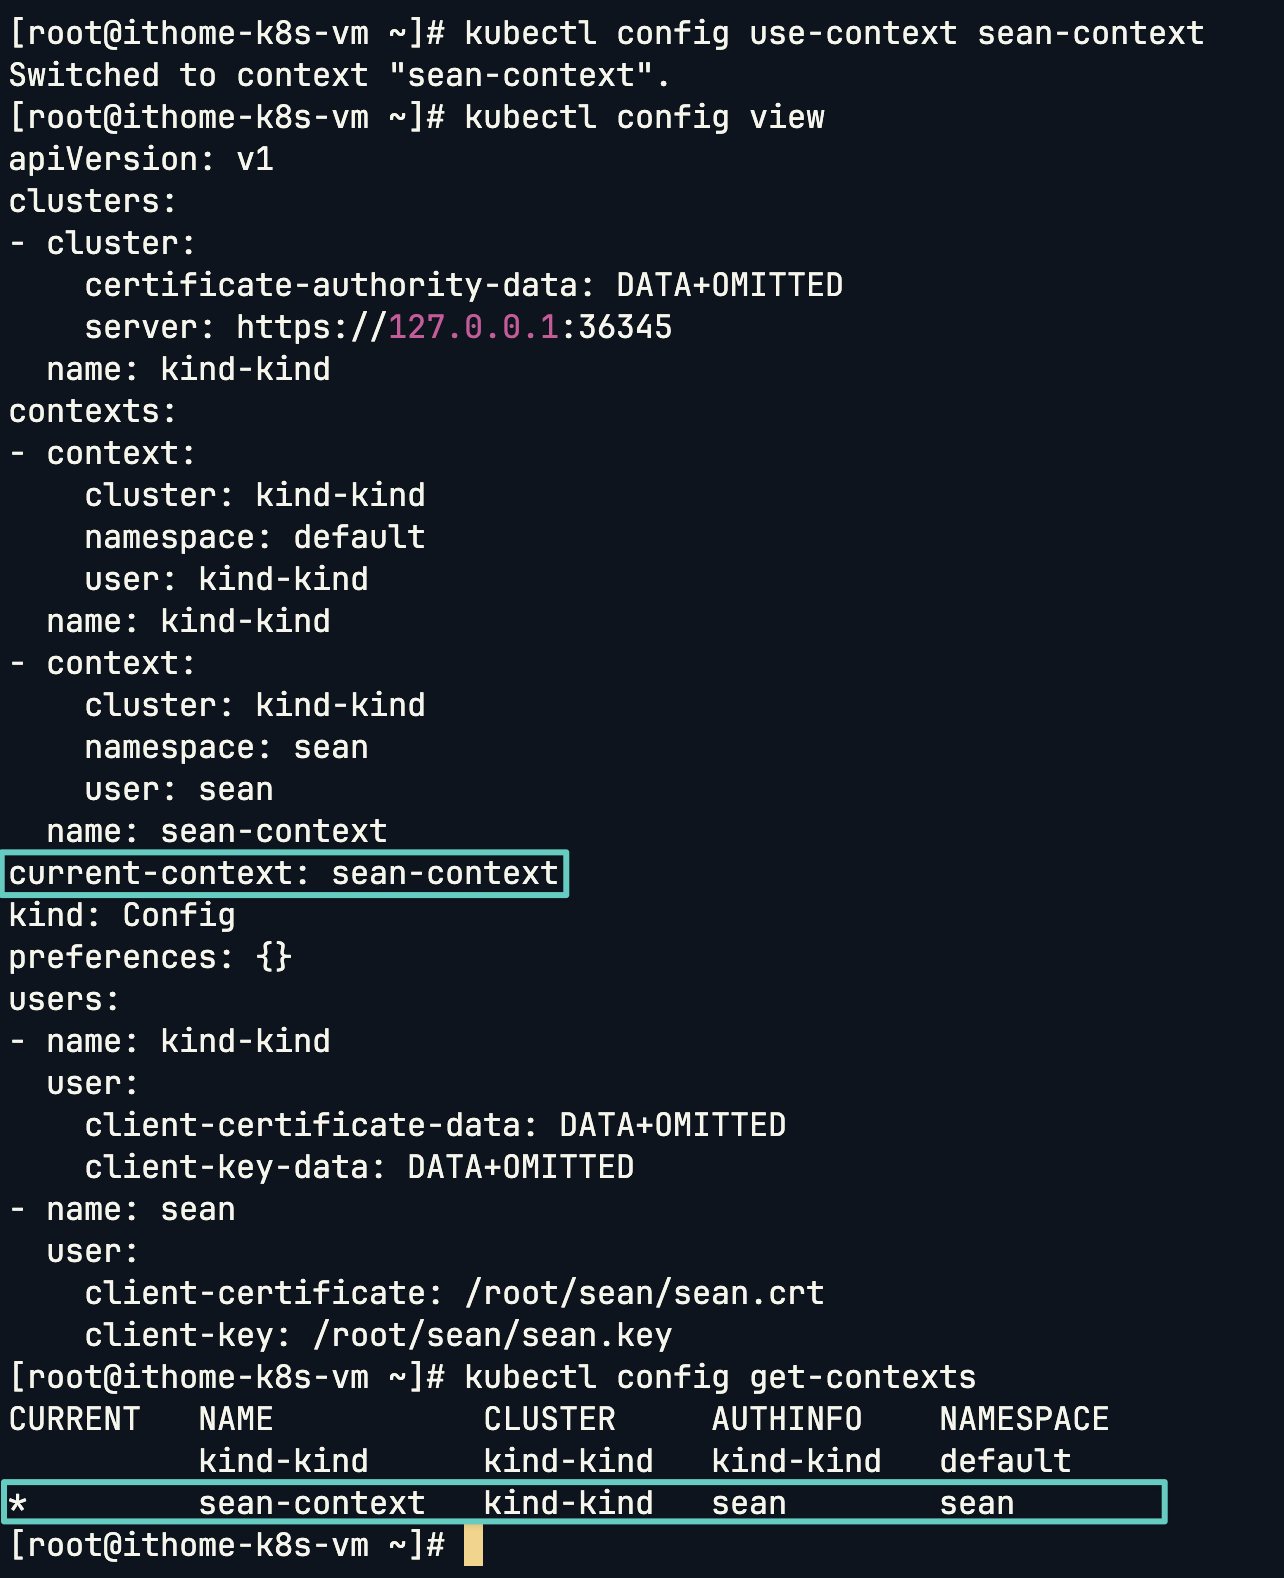 [root@ithome-k8s-vm ~]# kubectl config use-context sean-context
Switched to context "sean-context".
[root@ithome-k8s-vm ~]# kubectl config view
apiVersion: v1
clusters:
- cluster:
    certificate-authority-data: DATA+OMITTED
    server: https://127.0.0.1:36345
  name: kind-kind
contexts:
- context:
    cluster: kind-kind
    namespace: default
    user: kind-kind
  name: kind-kind
- context:
    cluster: kind-kind
    namespace: sean
    user: sean
  name: sean-context
current-context: sean-context
kind: Config
preferences: {}
users:
- name: kind-kind
  user:
    client-certificate-data: DATA+OMITTED
    client-key-data: DATA+OMITTED
- name: sean
  user:
    client-certificate: /root/sean/sean.crt
    client-key: /root/sean/sean.key
[root@ithome-k8s-vm ~]# kubectl config get-contexts
CURRENT   NAME           CLUSTER     AUTHINFO    NAMESPACE
          kind-kind      kind-kind   kind-kind   default
*         sean-context   kind-kind   sean        sean
[root@ithome-k8s-vm ~]#